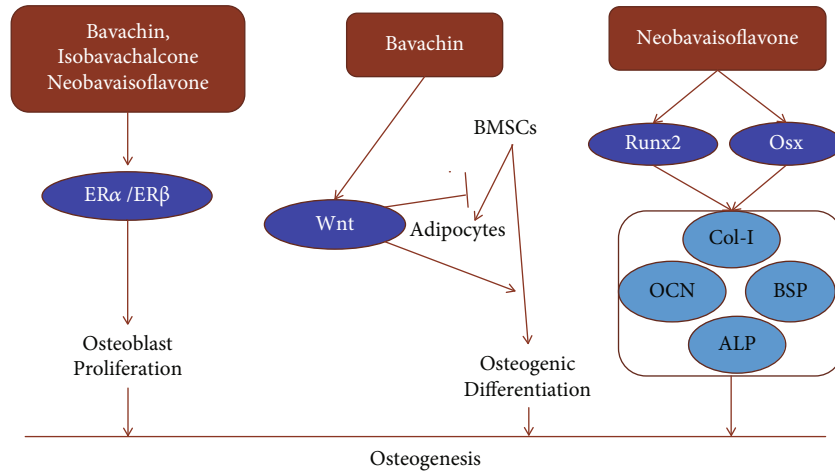 Bavachin,
Isobavachalcone
Neobavaisoflavone
ERα /ERβ
Osteoblast
Proliferation
Bavachin
BMSCs
Wnt
Adipocytes
Osteogenic
Differentiation
Neobavaisoflavone
Runx2
Osx
Col-I
OCN
BSP
ALP
Osteogenesis